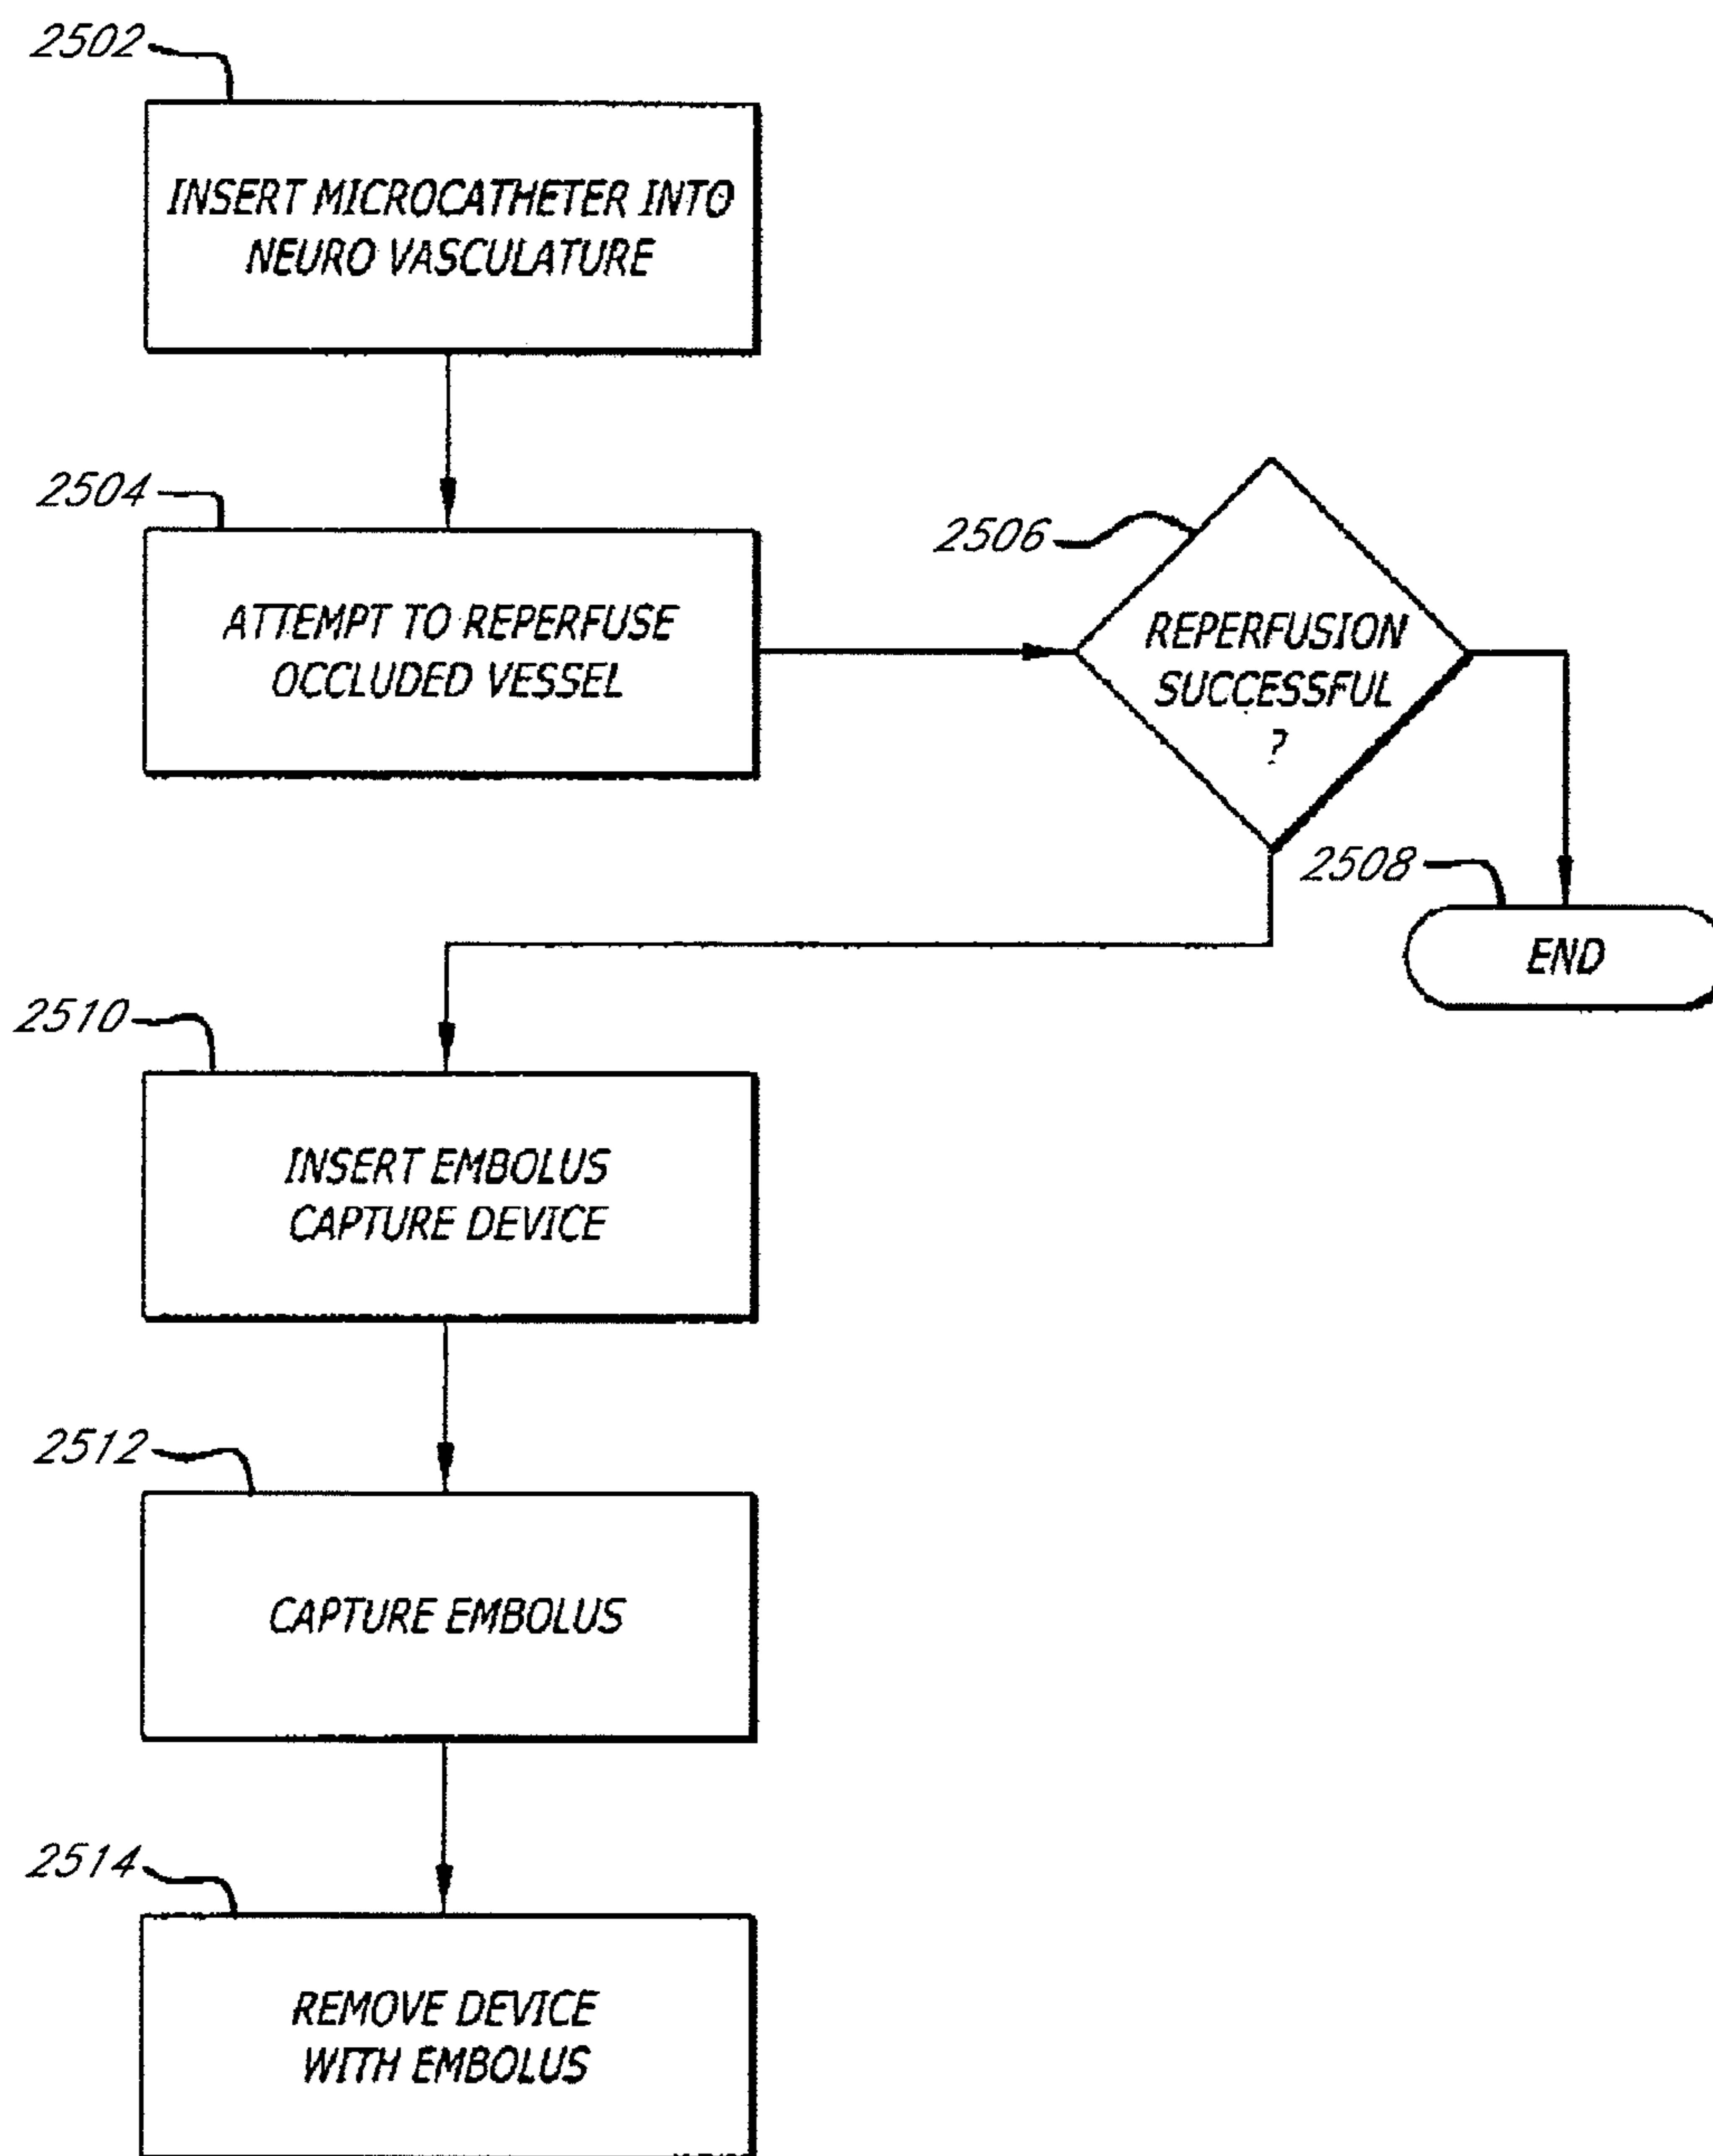 2502
INSERT MICROCATHETER INTO
NEURO VASCULATURE
2504
ATTEMPT TO REPERFUSE
OCCLUDED VESSEL
2506
REPERFUSION
SUCCESSFUL
?
2508
END
2510
INSERT EMBOLUS
CAPTURE DEVICE
2512
CAPTURE EMBOLUS
2514
REMOVE DEVICE
WITH EMBOLUS